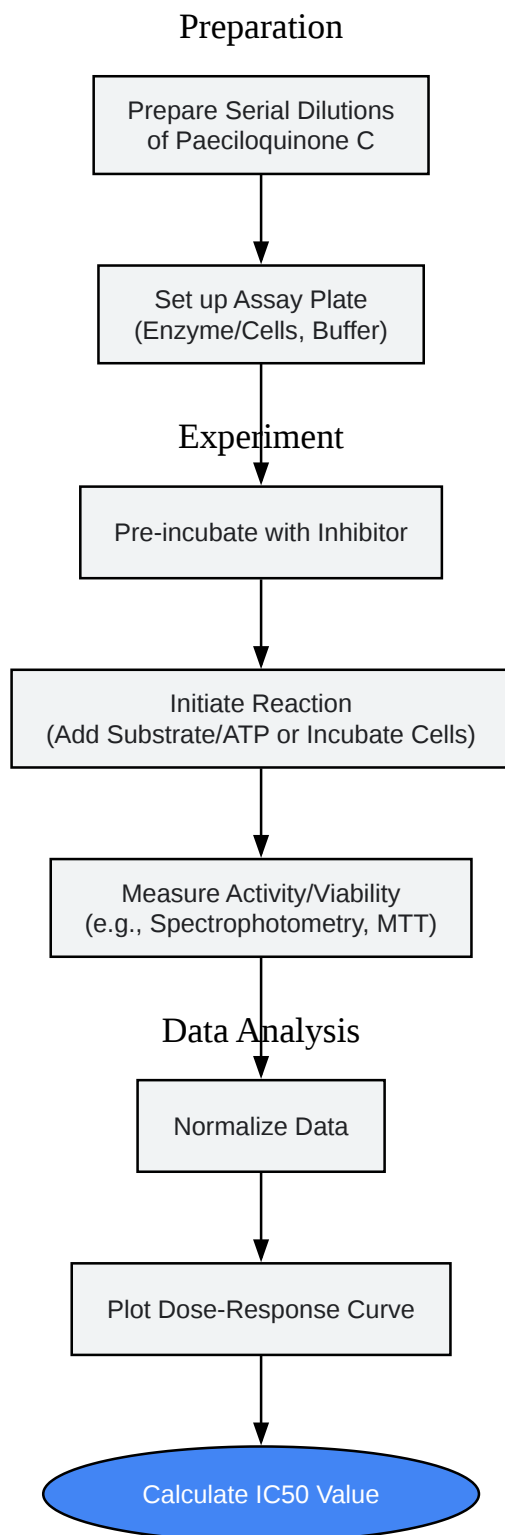 Preparation
Prepare Serial Dilutions
of Paeciloquinone C
Set up Assay Plate
(Enzyme/Cells, Buffer)
Experiment
Pre-incubate with Inhibitor
Initiate Reaction
(Add Substrate/ATP or Incubate Cells)
Measure Activity/Viability
(e.g., Spectrophotometry, MTT)
Data Analysis
Normalize Data
Plot Dose-Response Curve
Calculate IC50 Value